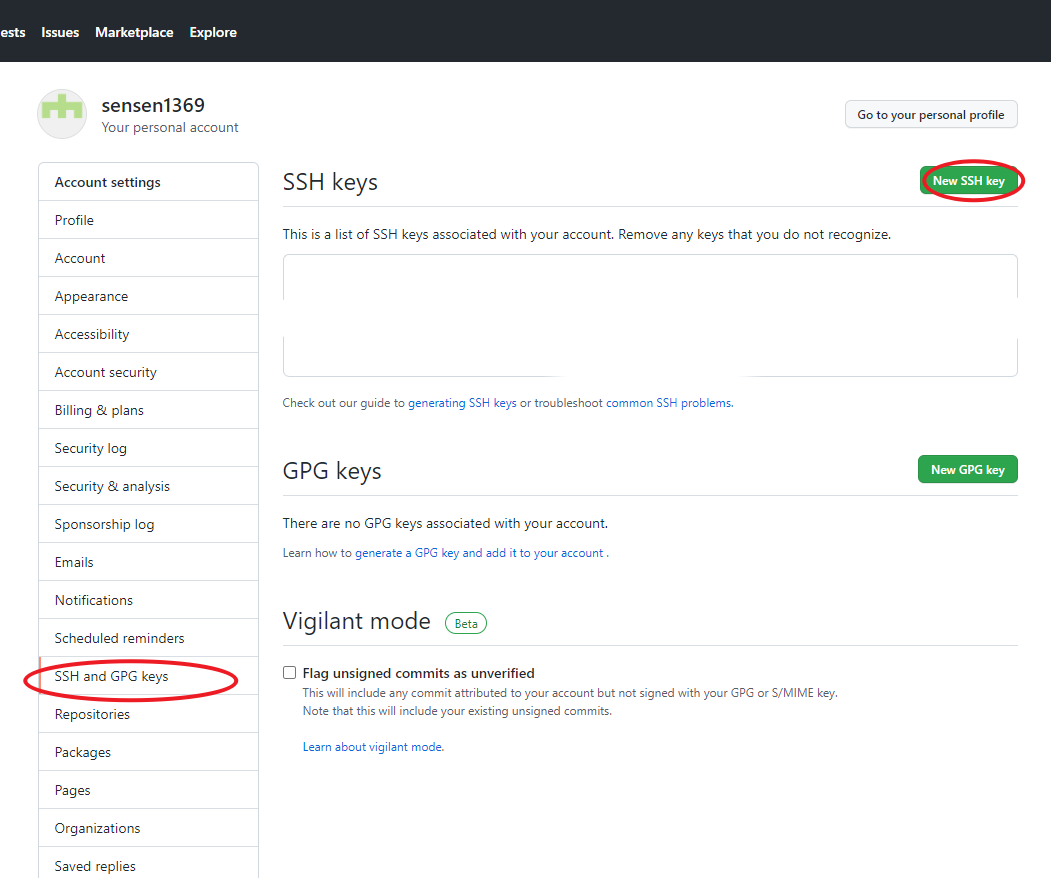 ests Issues Marketplace Explore
sensen1369
Your personal account
Go to your personal profile
Account settings
Profile
Account
Appearance
Accessibility
Account security
Billing & plans
Security log
Security & analysis
Sponsorship log
Emails
Notifications
Scheduled reminders
SSH and GPG keys
Repositories
Packages
Pages
Organizations
Saved replies
SSH keys
New SSH key
This is a list of SSH keys associated with your account. Remove any keys that you do not recognize.
Check out our guide to generating SSH keys or troubleshoot common SSH problems.
GPG keys
New GPG key
There are no GPG keys associated with your account.
Learn how to generate a GPG key and add it to your account .
Vigilant mode Beta
Flag unsigned commits as unverified
This will include any commit attributed to your account but not signed with your GPG or S/MIME key.
Note that this will include your existing unsigned commits.
Learn about vigilant mode.